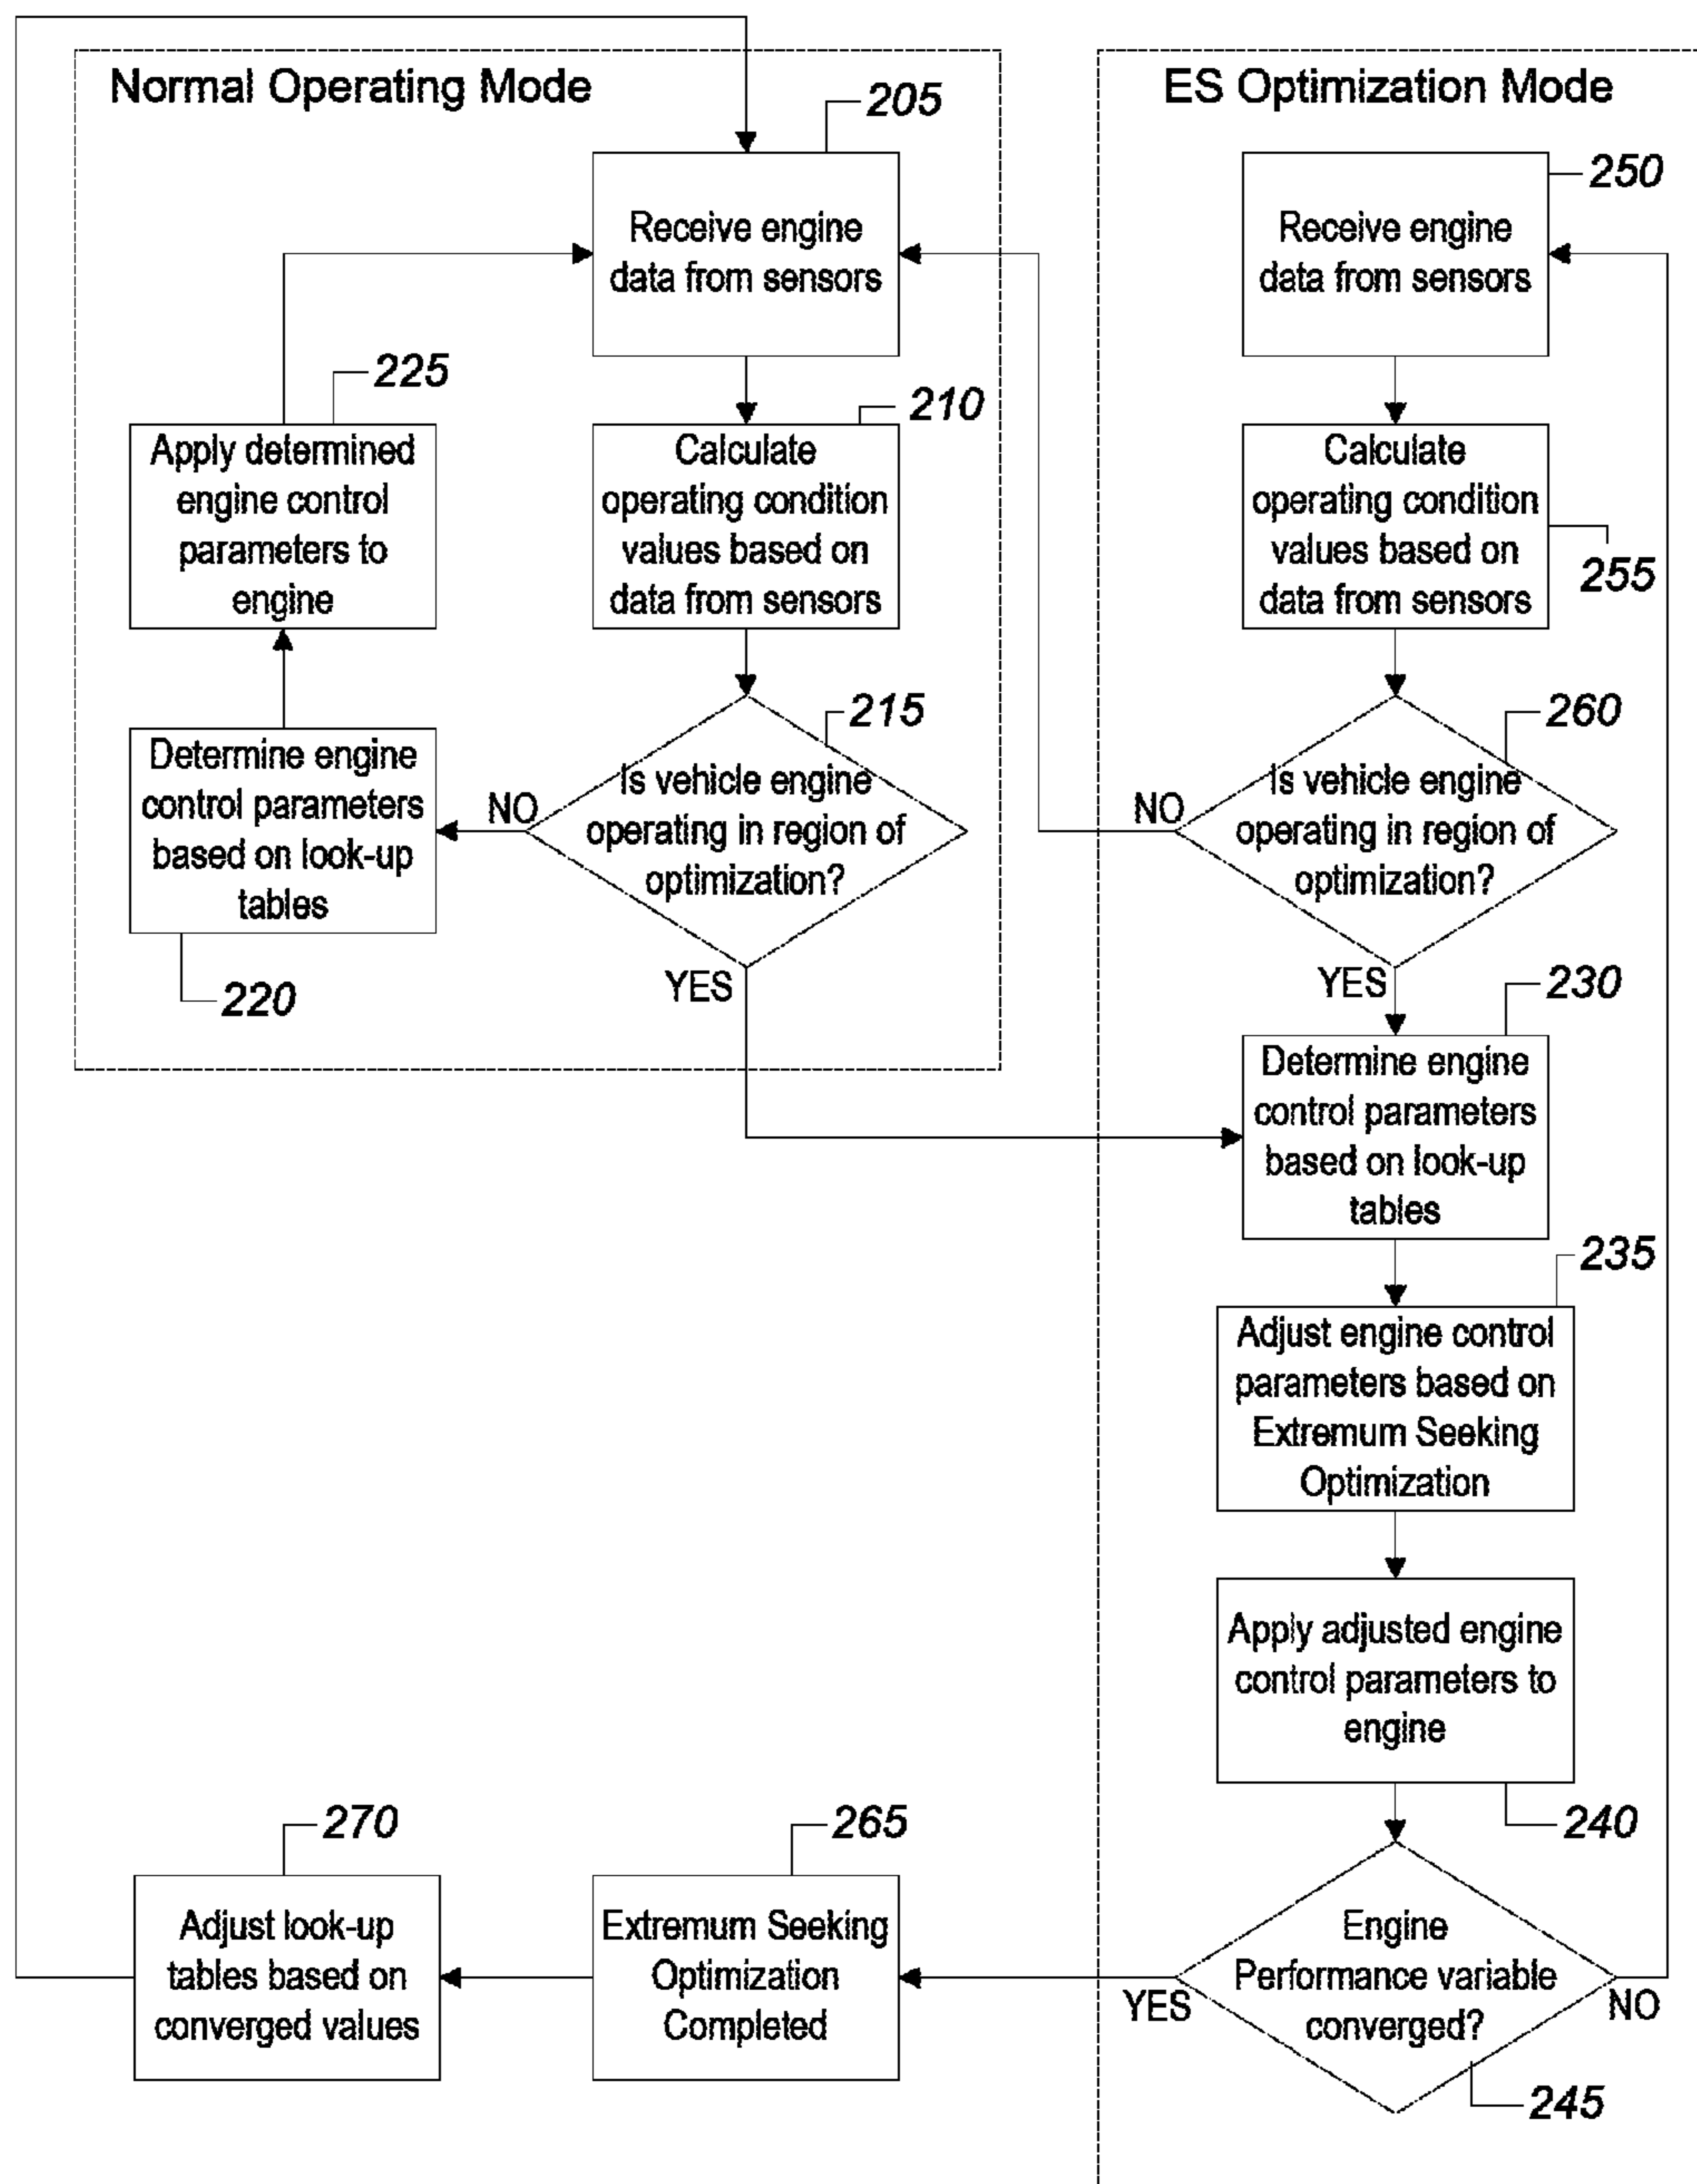 Normal Operating Mode
205
Receive engine
data from sensors
225
Apply determined
engine control
parameters to
engine
210
Calculate
operating condition
values based on
data from sensors
215
Is vehicle engine
operating in region of
optimization?
NO
YES
Determine engine
control parameters
based on look-up
tables
220
ES Optimization Mode
250
Receive engine
data from sensors
Calculate
operating condition
values based on
data from sensors
255
260
Is vehicle engine
operating in region of
optimization?
NO
YES
230
Determine engine
control parameters
based on look-up
tables
235
Adjust engine control
parameters based on
Extremum Seeking
Optimization
Apply adjusted engine
control parameters to
engine
240
Engine
Performance variable
converged?
YES
NO
245
265
Extremum Seeking
Optimization
Completed
270
Adjust look-up
tables based on
converged values